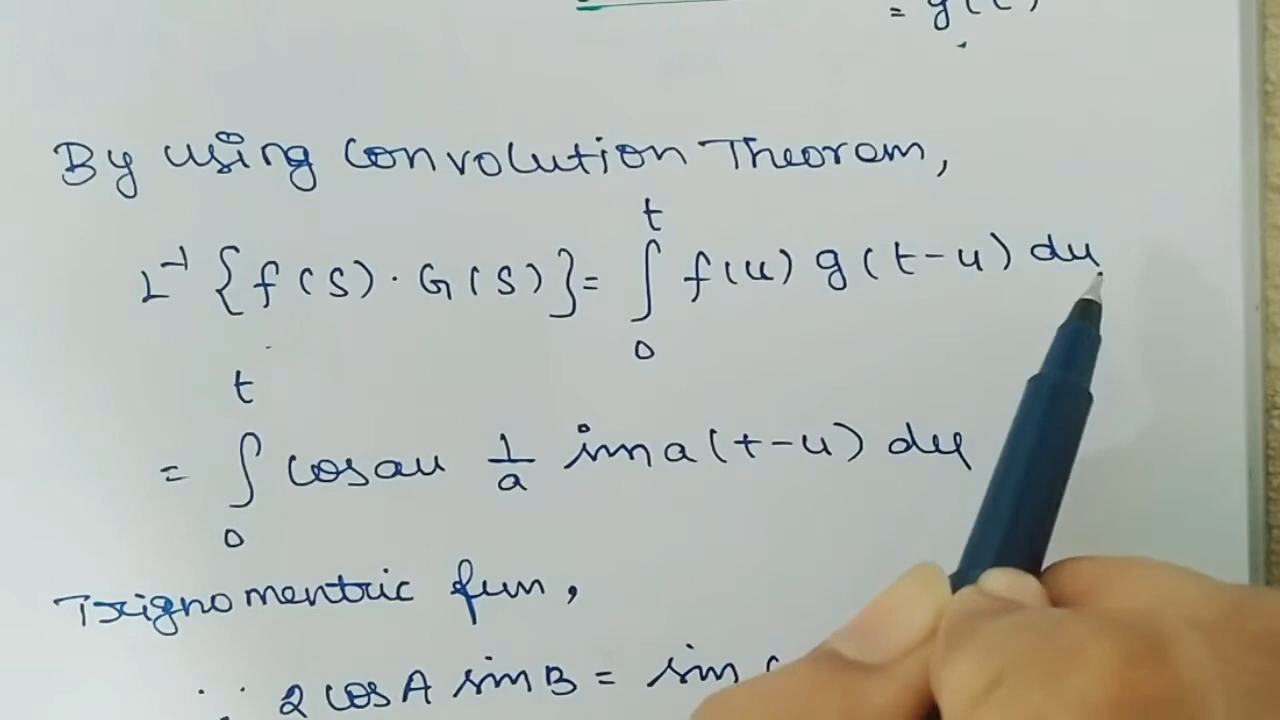 = g(t)
By using Convolution Theorem,
L⁻¹ {f(s) · G(s)} = ∫₀ᵗ f(u) g(t-u) du
= ∫₀ᵗ cos au 1/a sin a(t-u) du
Trignomentric fun,
∴ 2 cos A sin B = sin (